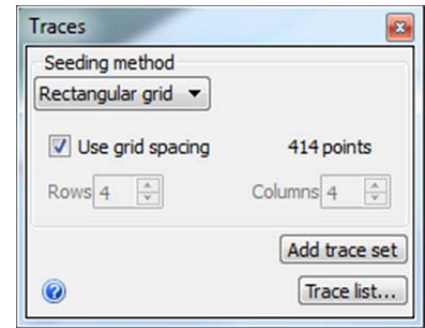 Traces
Seeding method
Rectangular grid
Use grid spacing 414 points
Rows 4 Columns 4
Add trace set
Trace list...